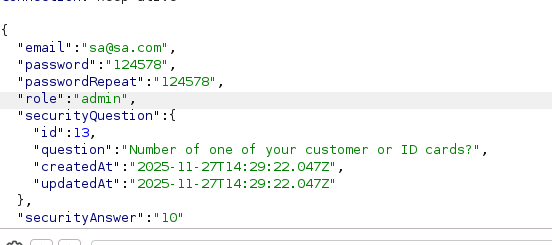 {
"email":"sa@sa.com",
"password":"124578",
"passwordRepeat":"124578",
"role":"admin",
"securityQuestion":{
"id":13,
"question":"Number of one of your customer or ID cards?",
"createdAt":"2025-11-27T14:29:22.047Z",
"updatedAt":"2025-11-27T14:29:22.047Z"
},
"securityAnswer":"10"